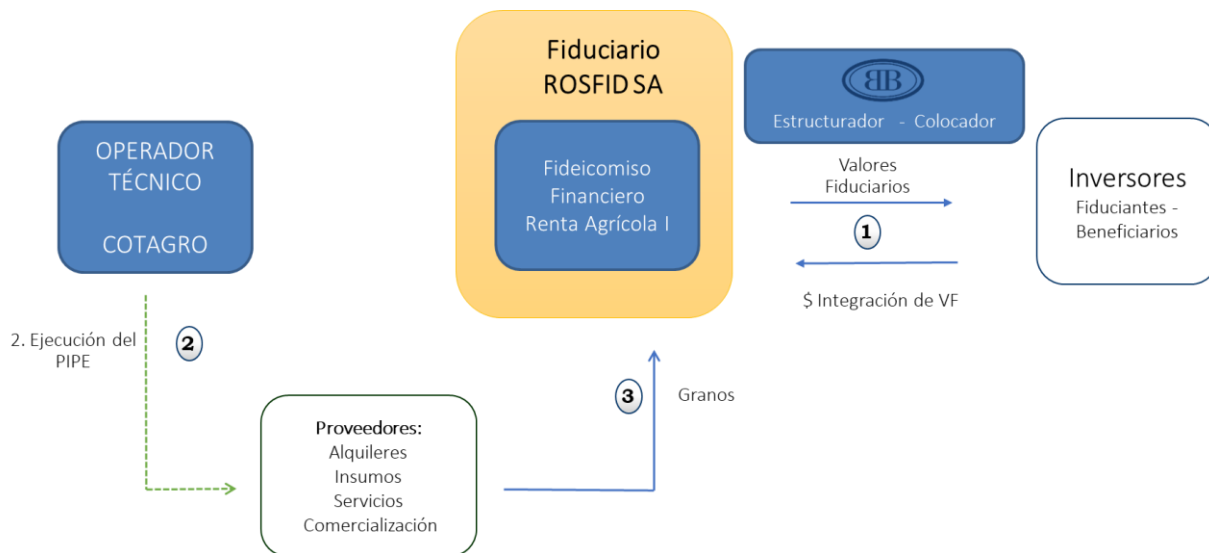 Fiduciario
ROSFID SA
Fideicomiso
Financiero
Renta Agrícola I
BB
Estructurador - Colocador
OPERADOR
TÉCNICO
COTAGRO
Valores
Fiduciarios
1
$ Integración de VF
Inversores
Fiduciantes -
Beneficiarios
2. Ejecución del
PIPE
2
Proveedores:
Alquileres
Insumos
Servicios
Comercialización
3
Granos